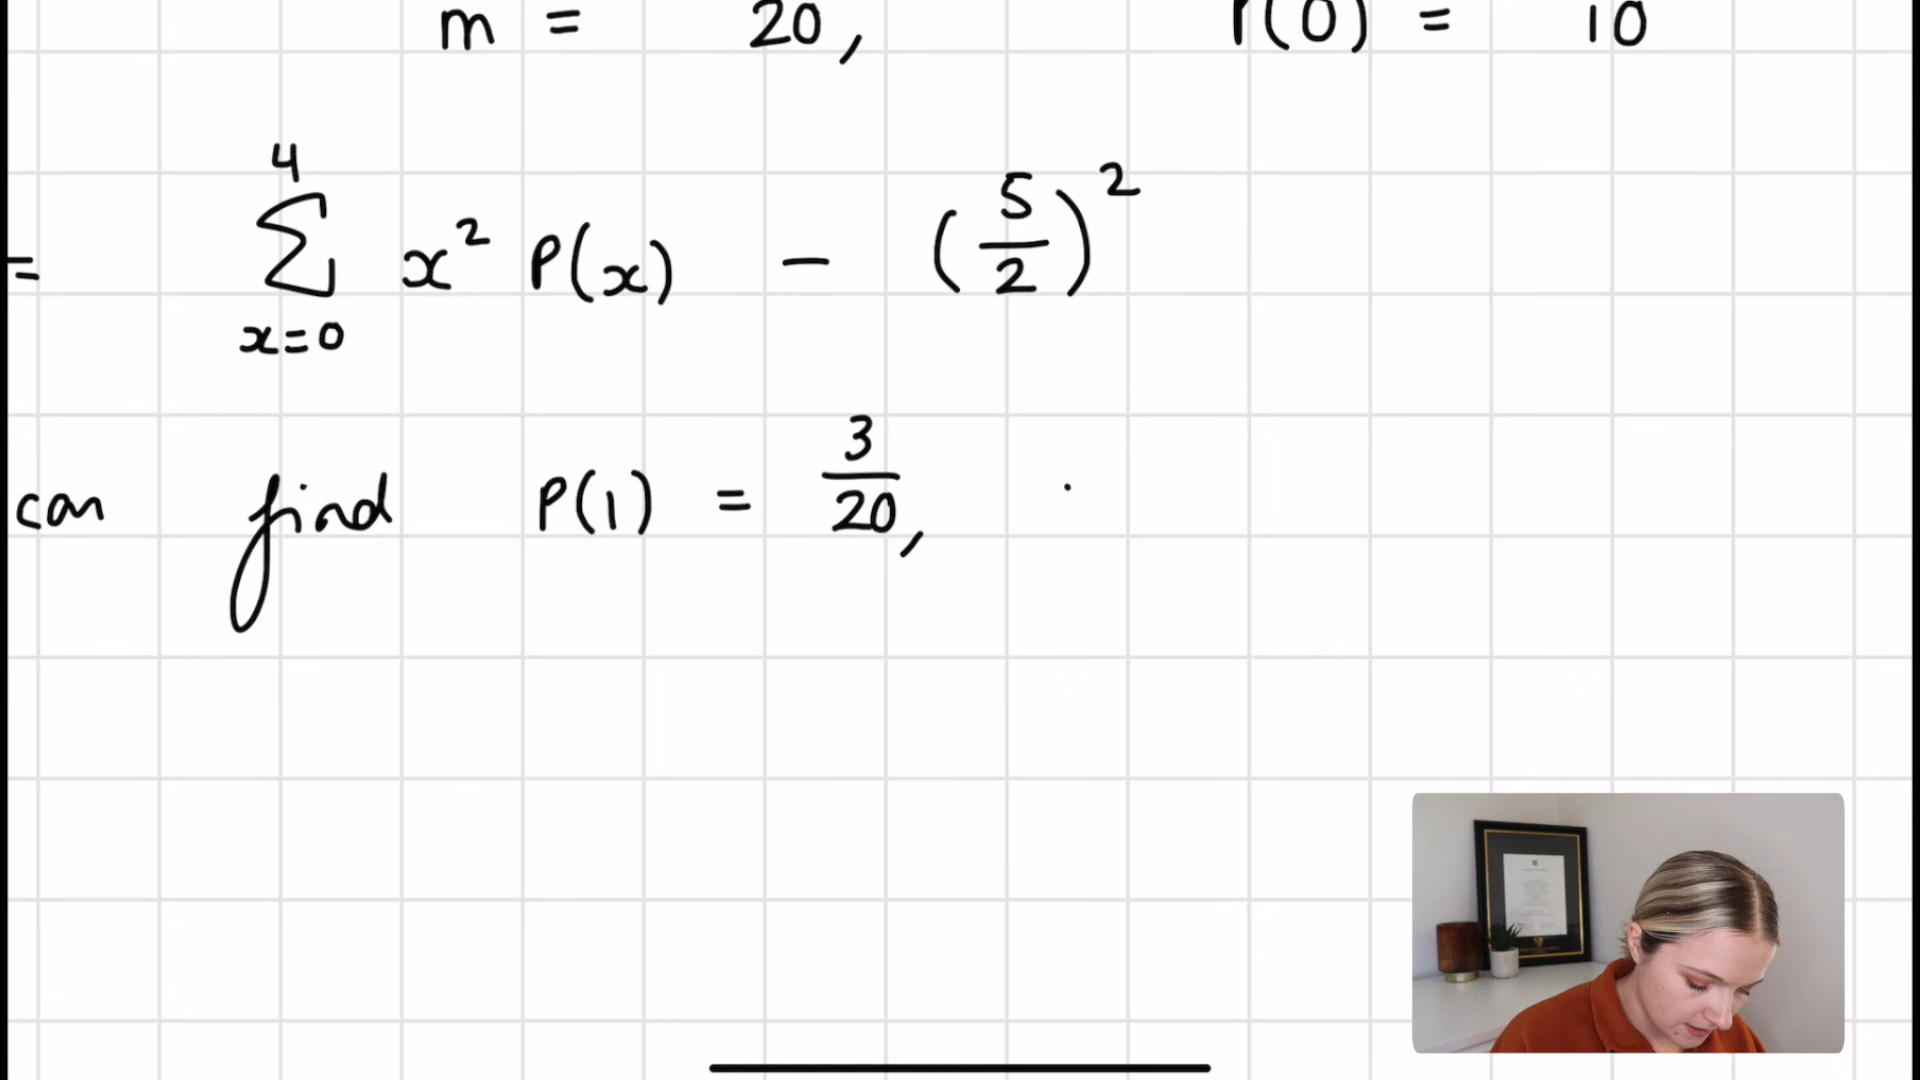 m = 20, P(0) = 10
= 4∑x=0 x² P(x) - (5/2)²
can find P(1) = 3/20,